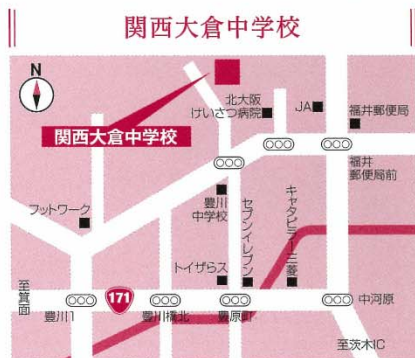 関西大倉中学校
N
北大阪
けいさつ病院
JA
福井郵便局
関西大倉中学校
福井
郵便局前
豊川
中学校
フットワーク
セブンイレブン
キャタピラー三菱
トイザらス
至箕面
171
豊川1
豊川橋北
豊原町
中河原
至茨木IC